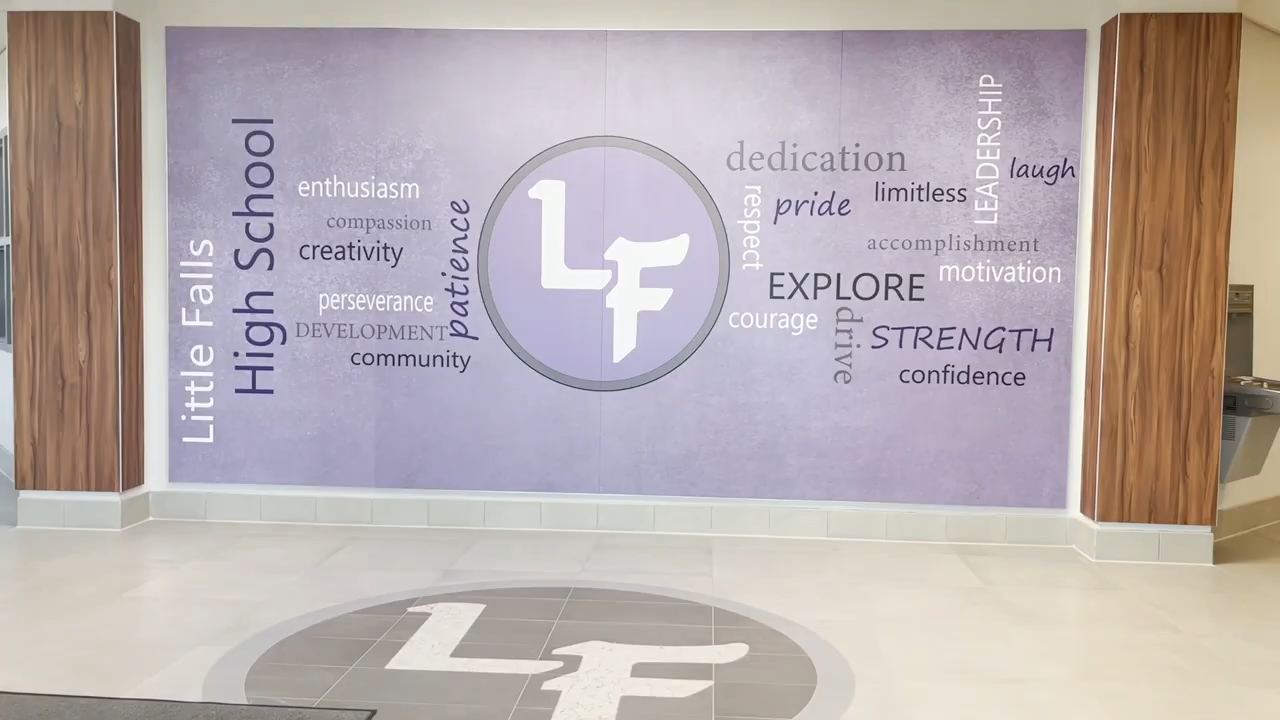 Little Falls
High School
enthusiasm
compassion
creativity
perseverance
DEVELOPMENT
community
patience
LF
dedication
respect
pride
limitless
LEADERSHIP
laugh
accomplishment
motivation
EXPLORE
courage
drive
STRENGTH
confidence
LF